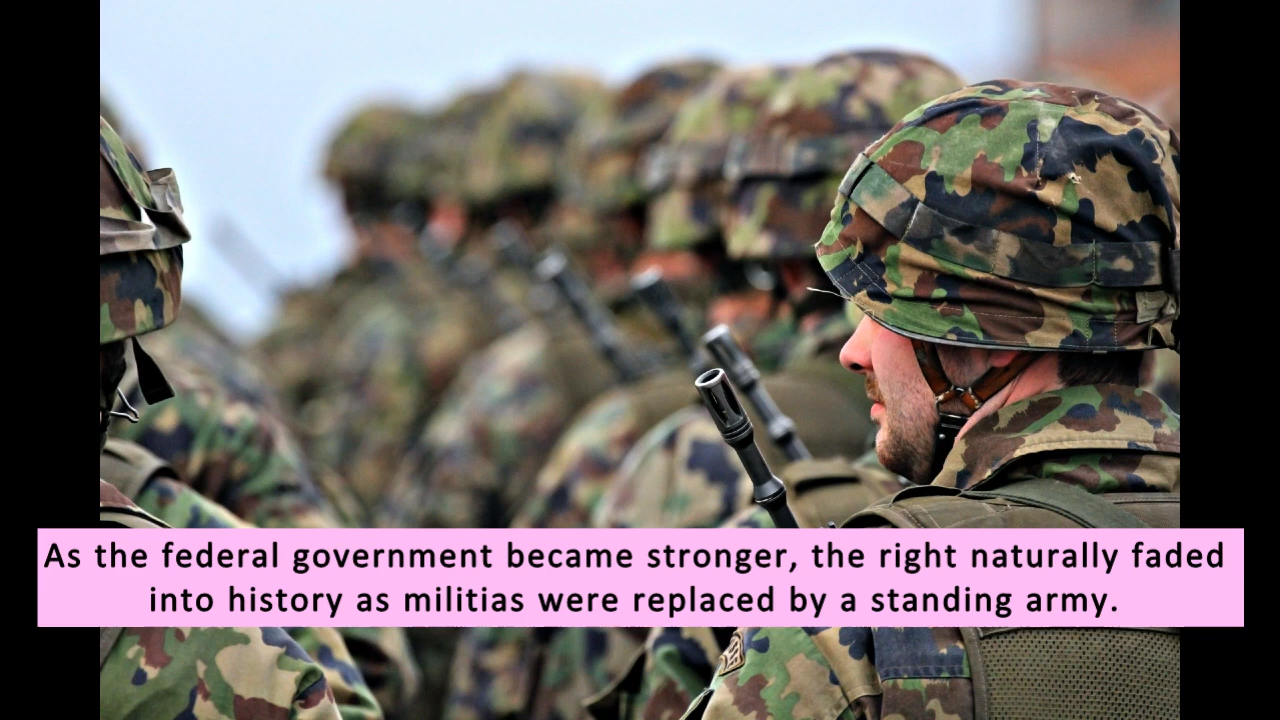 As the federal government became stronger, the right naturally faded
into history as militias were replaced by a standing army.